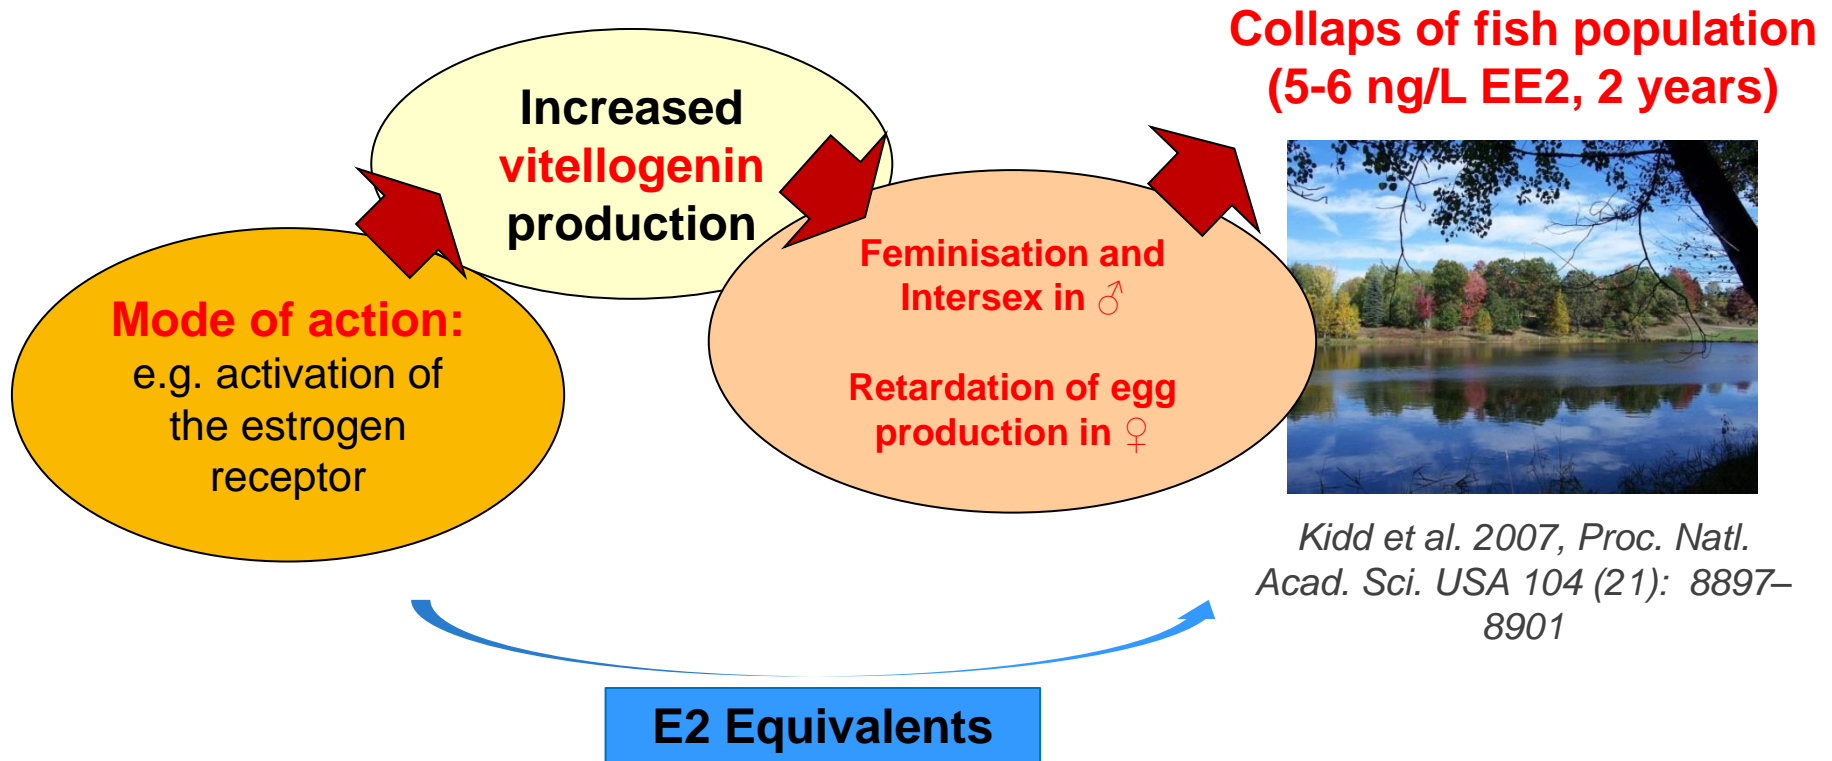 Collaps of fish population
(5-6 ng/L EE2, 2 years)
Increased
vitellogenin
production
Mode of action:
e.g. activation of
the estrogen
receptor
Feminisation and
Intersex in ♂
Retardation of egg
production in ♀
Kidd et al. 2007, Proc. Natl.
Acad. Sci. USA 104 (21): 8897–
8901
E2 Equivalents